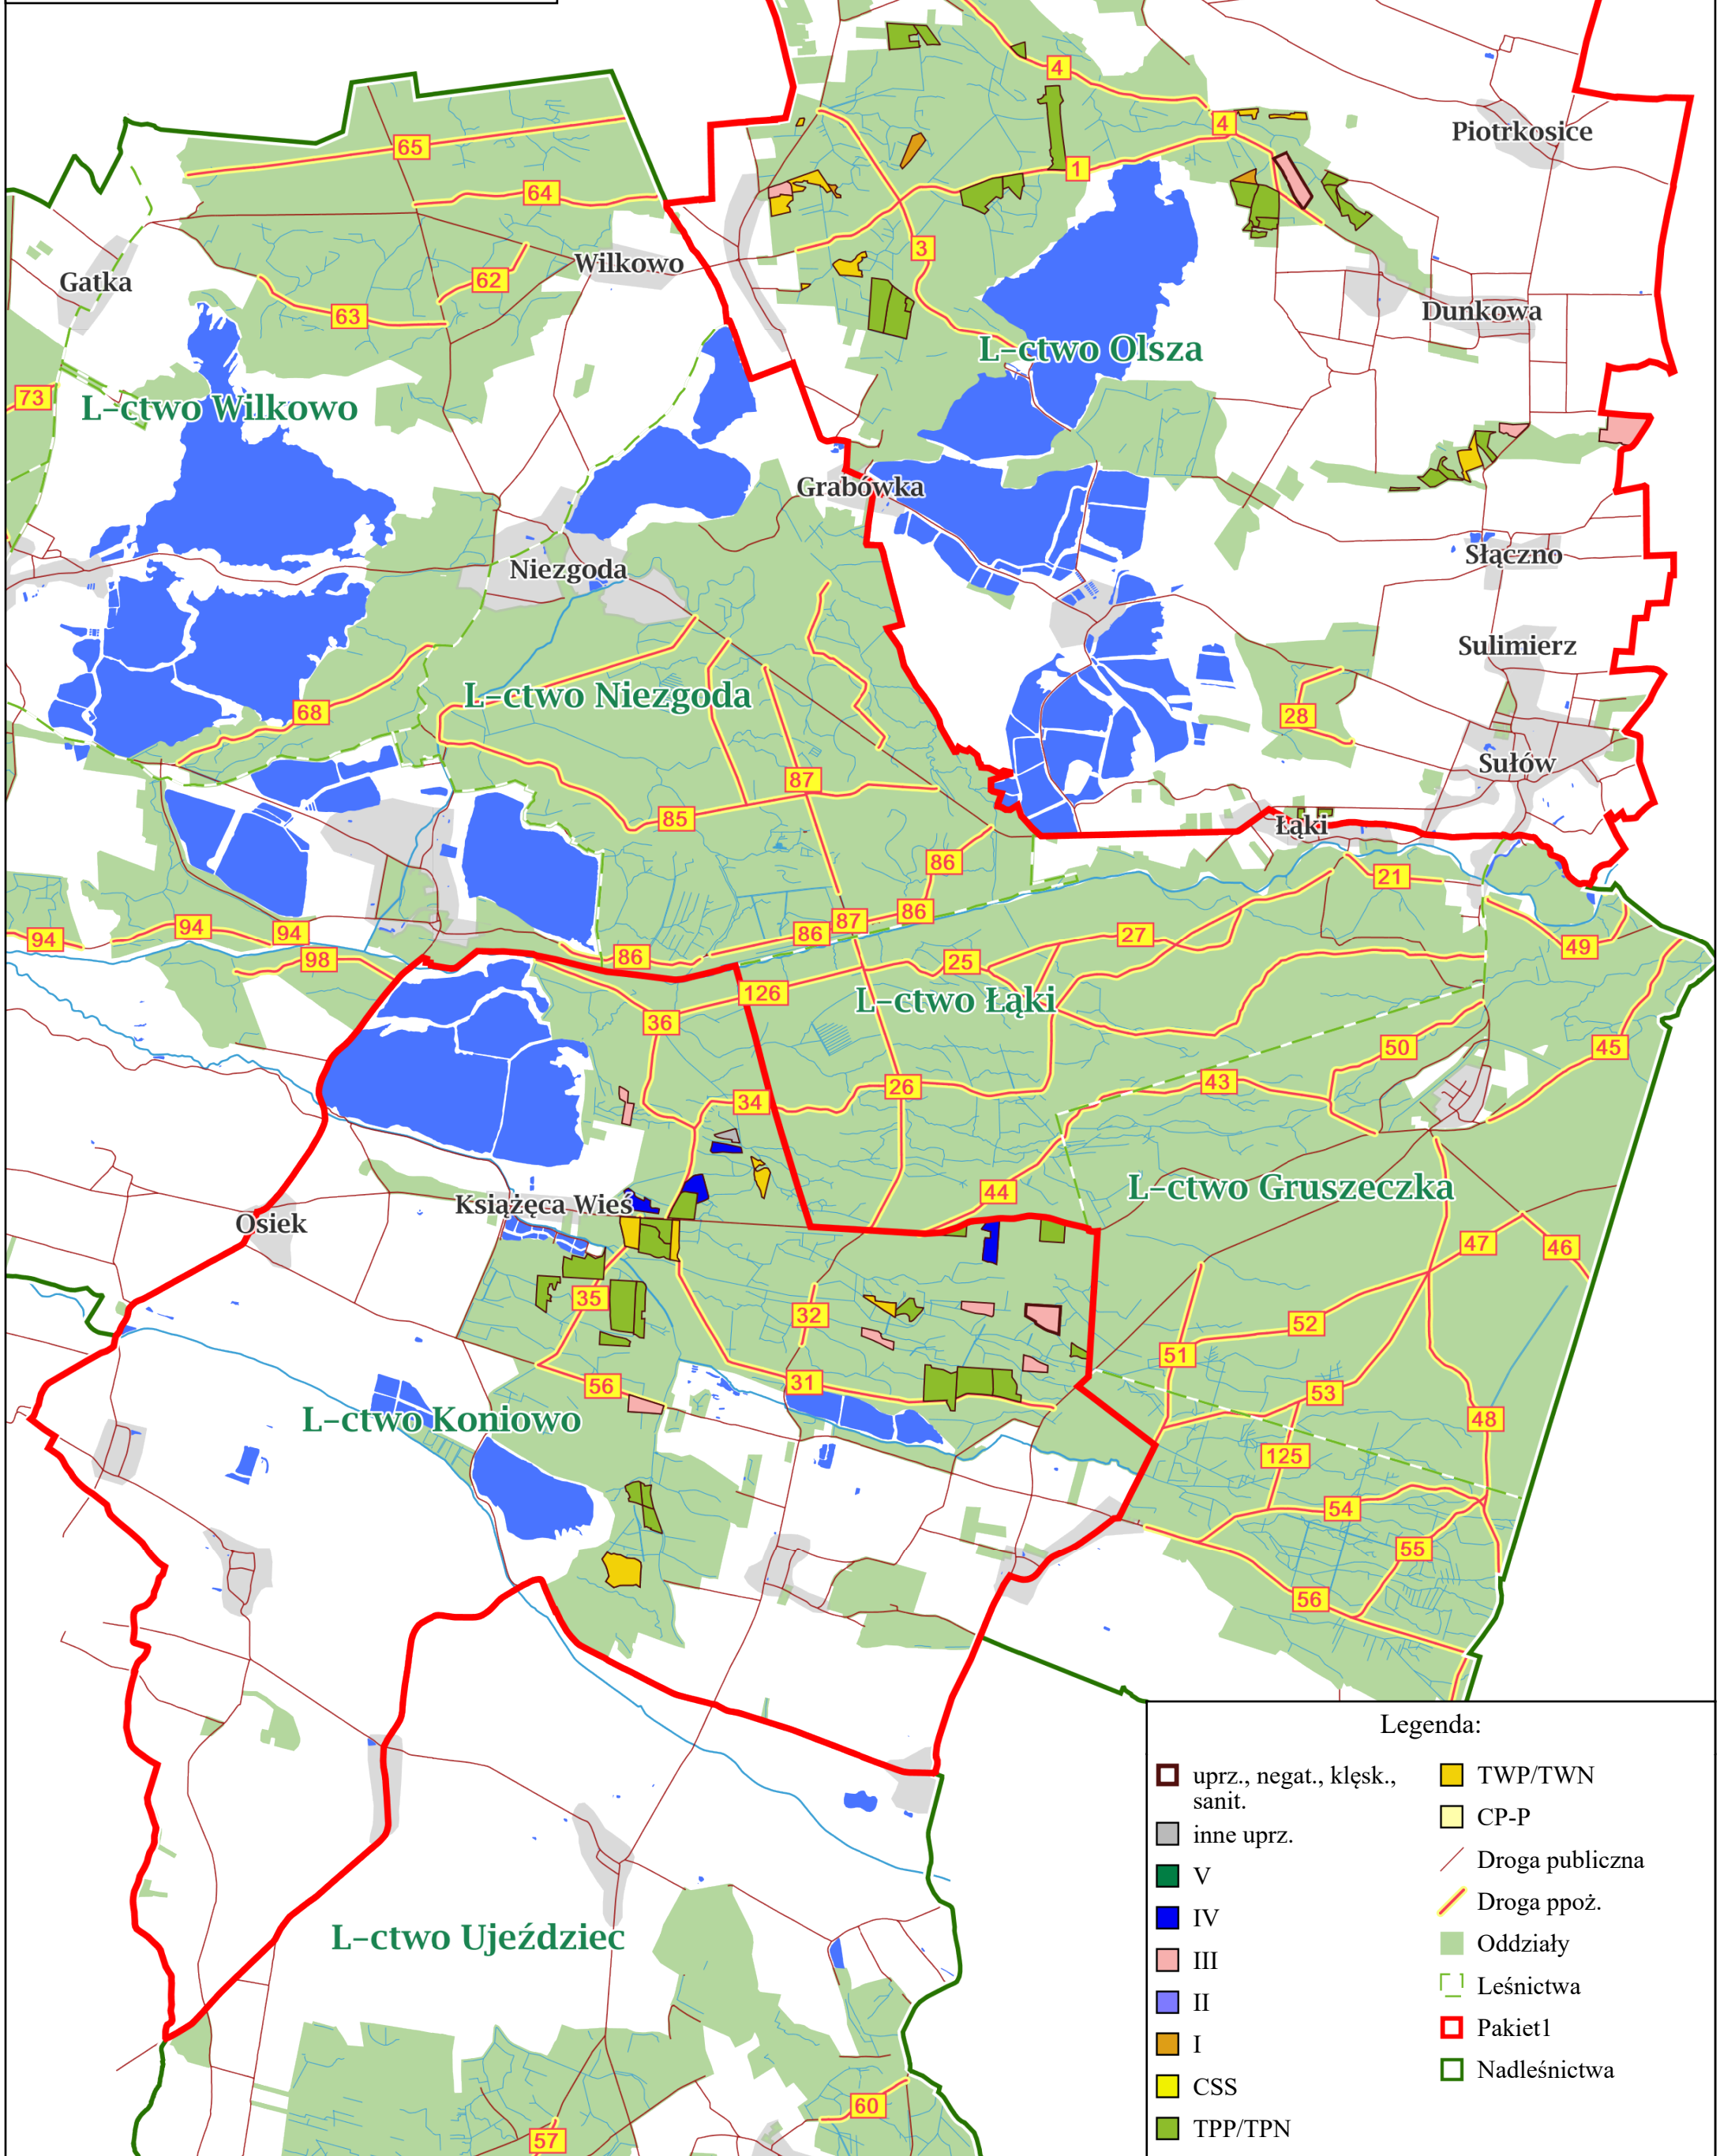 4
Piotrkosice
4
65
1
64
3
Wilkowo
Gatka
62
63
Dunkowa
L-ctwo Olsza
73
L-ctwo Wilkowo
Grabówka
Słączno
Niezgoda
Sulimierz
L-ctwo Niezgoda
68
28
Sułów
87
85
Łąki
86
21
86
87
94
94
94
86
27
49
98
86
25
126
L-ctwo Łąki
36
50
45
43
26
34
L-ctwo Gruszeczka
44
Książęca Wieś
Osiek
47
46
35
32
52
51
56
31
53
L-ctwo Koniowo
48
125
54
55
56
L-ctwo Ujeździec
60
57
Legenda:
uprz., negat., klęsk.,
sanit.
inne uprz.
V
IV
III
II
I
CSS
TPP/TPN
TWP/TWN
CP-P
Droga publiczna
Droga ppoż.
Oddziały
Leśnictwa
Pakiet1
Nadleśnictwa